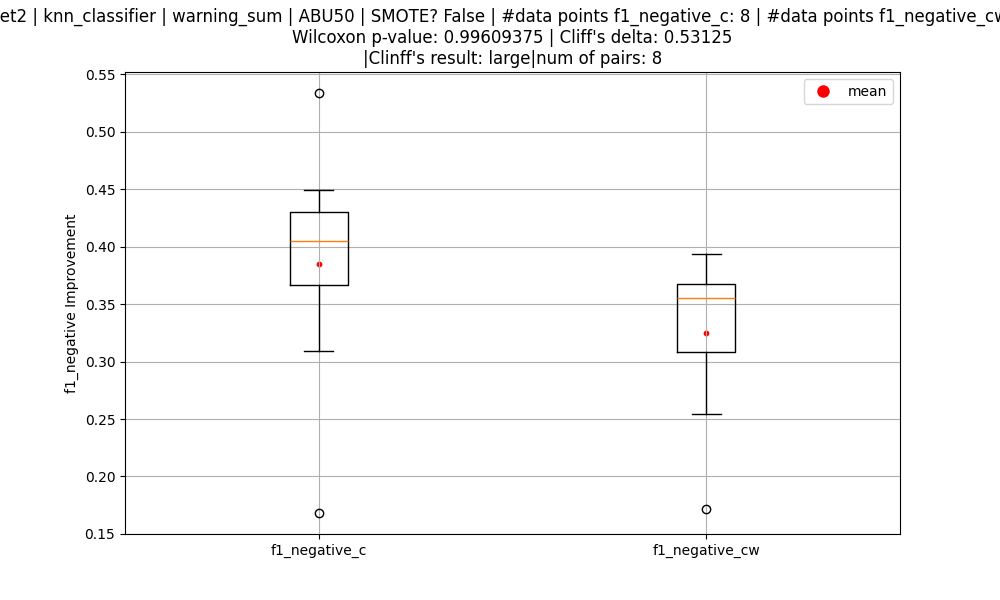 et2 | knn_classifier | warning_sum | ABU50 | SMOTE? False | #data points f1_negative_c: 8 | #data points f1_negative_cw
Wilcoxon p-value: 0.99609375 | Cliff's delta: 0.53125
|Clinff's result: large|num of pairs: 8
mean
0.55
0.50
0.45
0.40
0.35
0.30
0.25
0.20
0.15
f1_negative Improvement
f1_negative_c
f1_negative_cw